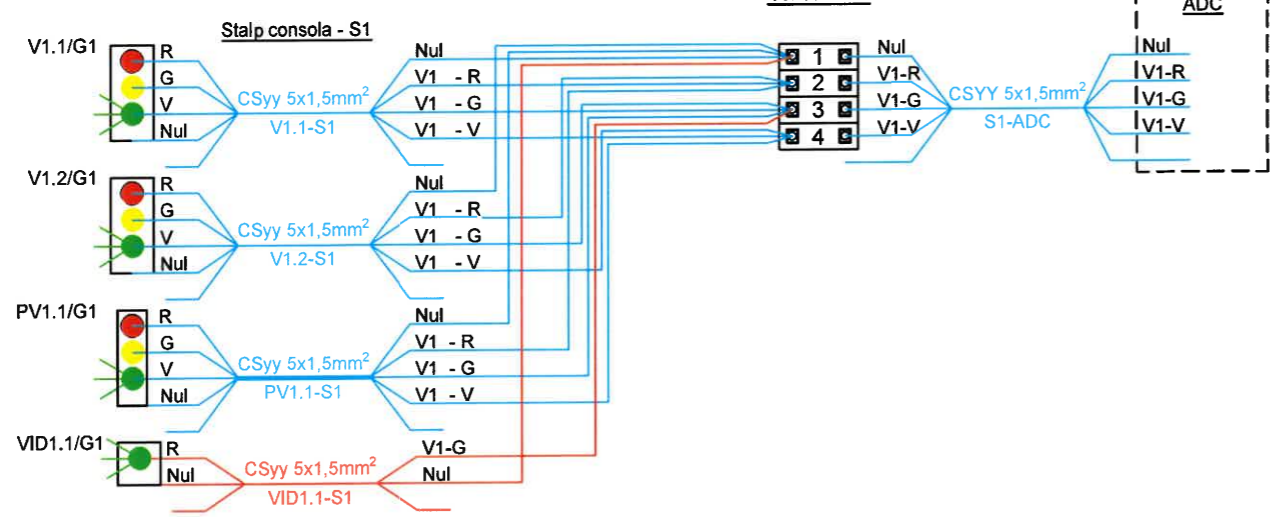 ADC
Stalp consola - S1
V1.1/G1
R
G
V
Nul
CSyy 5x1,5mm²
V1.1-S1
Nul
V1 - R
V1 - G
V1 - V
1
2
3
4
Nul
V1-R
V1-G
V1-V
CSYY 5x1,5mm²
S1-ADC
Nul
V1-R
V1-G
V1-V
V1.2/G1
R
G
V
Nul
CSyy 5x1,5mm²
V1.2-S1
Nul
V1 - R
V1 - G
V1 - V
PV1.1/G1
R
G
V
Nul
CSyy 5x1,5mm²
PV1.1-S1
Nul
V1 - R
V1 - G
V1 - V
VID1.1/G1
R
Nul
CSyy 5x1,5mm²
VID1.1-S1
V1-G
Nul